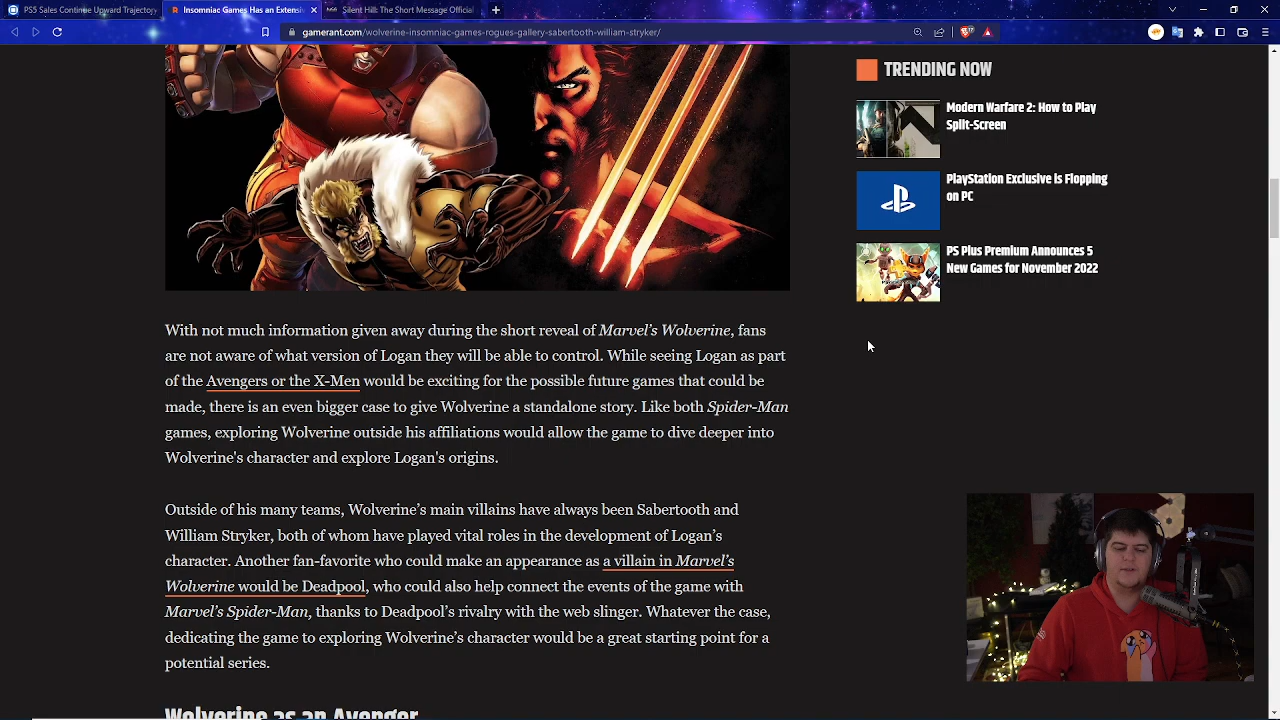 PS5 Sales Continue Upward Trajectory
Insomniac Games Has an Extensi
Silent Hill: The Short Message Official
gamerant.com/wolverine-insomniac-games-rogues-gallery-sabertooth-william-stryker/
TRENDING NOW
Modern Warfare 2: How to Play
Split-Screen
PlayStation Exclusive is Flopping
on PC
PS Plus Premium Announces 5
New Games for November 2022
With not much information given away during the short reveal of Marvel's Wolverine, fans
are not aware of what version of Logan they will be able to control. While seeing Logan as part
of the Avengers or the X-Men would be exciting for the possible future games that could be
made, there is an even bigger case to give Wolverine a standalone story. Like both Spider-Man
games, exploring Wolverine outside his affiliations would allow the game to dive deeper into
Wolverine's character and explore Logan's origins.
Outside of his many teams, Wolverine's main villains have always been Sabertooth and
William Stryker, both of whom have played vital roles in the development of Logan's
character. Another fan-favorite who could make an appearance as a villain in Marvel's
Wolverine would be Deadpool, who could also help connect the events of the game with
Marvel's Spider-Man, thanks to Deadpool's rivalry with the web slinger. Whatever the case,
dedicating the game to exploring Wolverine's character would be a great starting point for a
potential series.
Wolverine as an Avenger